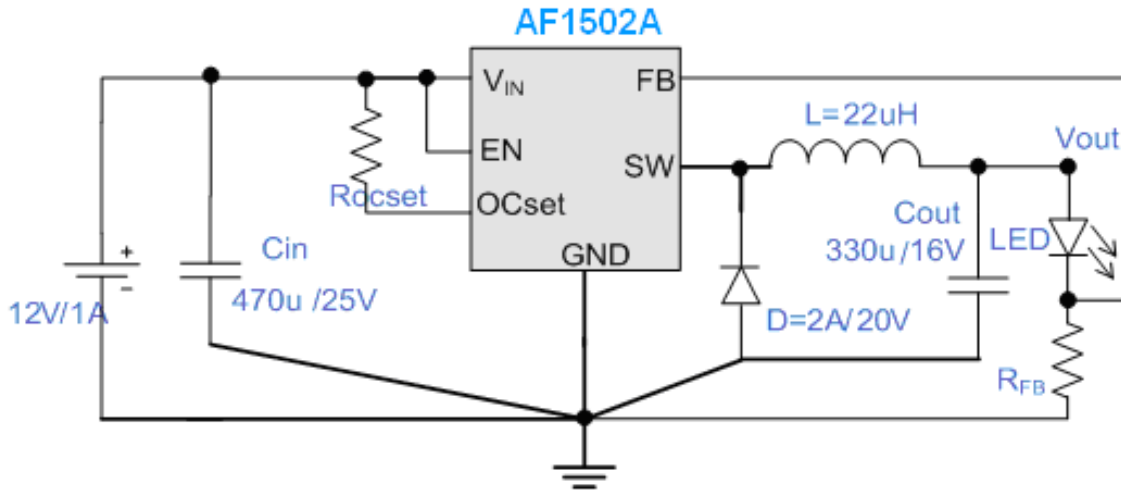 AF1502A
VIN
FB
L=22uH
EN
SW
Vout
Rocset
OCset
Cout
Cin
GND
330u/16V
LED
12V/1A
+
-
470u/25V
D=2A/20V
RFB